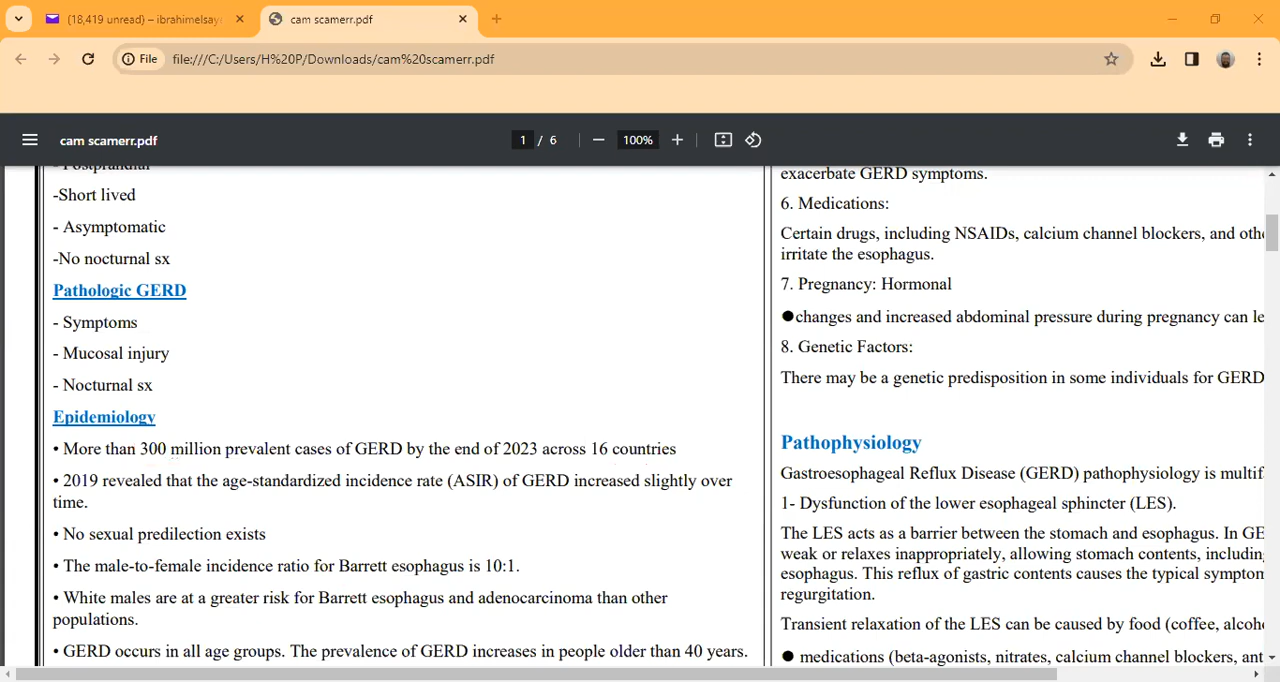 (18,419 unread) – ibrahimelsay
cam scamerr.pdf
File
file:///C:/Users/H%20P/Downloads/cam%20scamerr.pdf
cam scamerr.pdf
1 / 6
100%
- Postprandial
-Short lived
- Asymptomatic
-No nocturnal sx
Pathologic GERD
- Symptoms
- Mucosal injury
- Nocturnal sx
Epidemiology
• More than 300 million prevalent cases of GERD by the end of 2023 across 16 countries
• 2019 revealed that the age-standardized incidence rate (ASIR) of GERD increased slightly over
time.
• No sexual predilection exists
• The male-to-female incidence ratio for Barrett esophagus is 10:1.
• White males are at a greater risk for Barrett esophagus and adenocarcinoma than other
populations.
• GERD occurs in all age groups. The prevalence of GERD increases in people older than 40 years.
exacerbate GERD symptoms.
6. Medications:
Certain drugs, including NSAIDs, calcium channel blockers, and othe
irritate the esophagus.
7. Pregnancy: Hormonal
●changes and increased abdominal pressure during pregnancy can le
8. Genetic Factors:
There may be a genetic predisposition in some individuals for GERD
Pathophysiology
Gastroesophageal Reflux Disease (GERD) pathophysiology is multif
1- Dysfunction of the lower esophageal sphincter (LES).
The LES acts as a barrier between the stomach and esophagus. In GE
weak or relaxes inappropriately, allowing stomach contents, includin
esophagus. This reflux of gastric contents causes the typical symptom
regurgitation.
Transient relaxation of the LES can be caused by food (coffee, alcoho
● medications (beta-agonists, nitrates, calcium channel blockers, ant